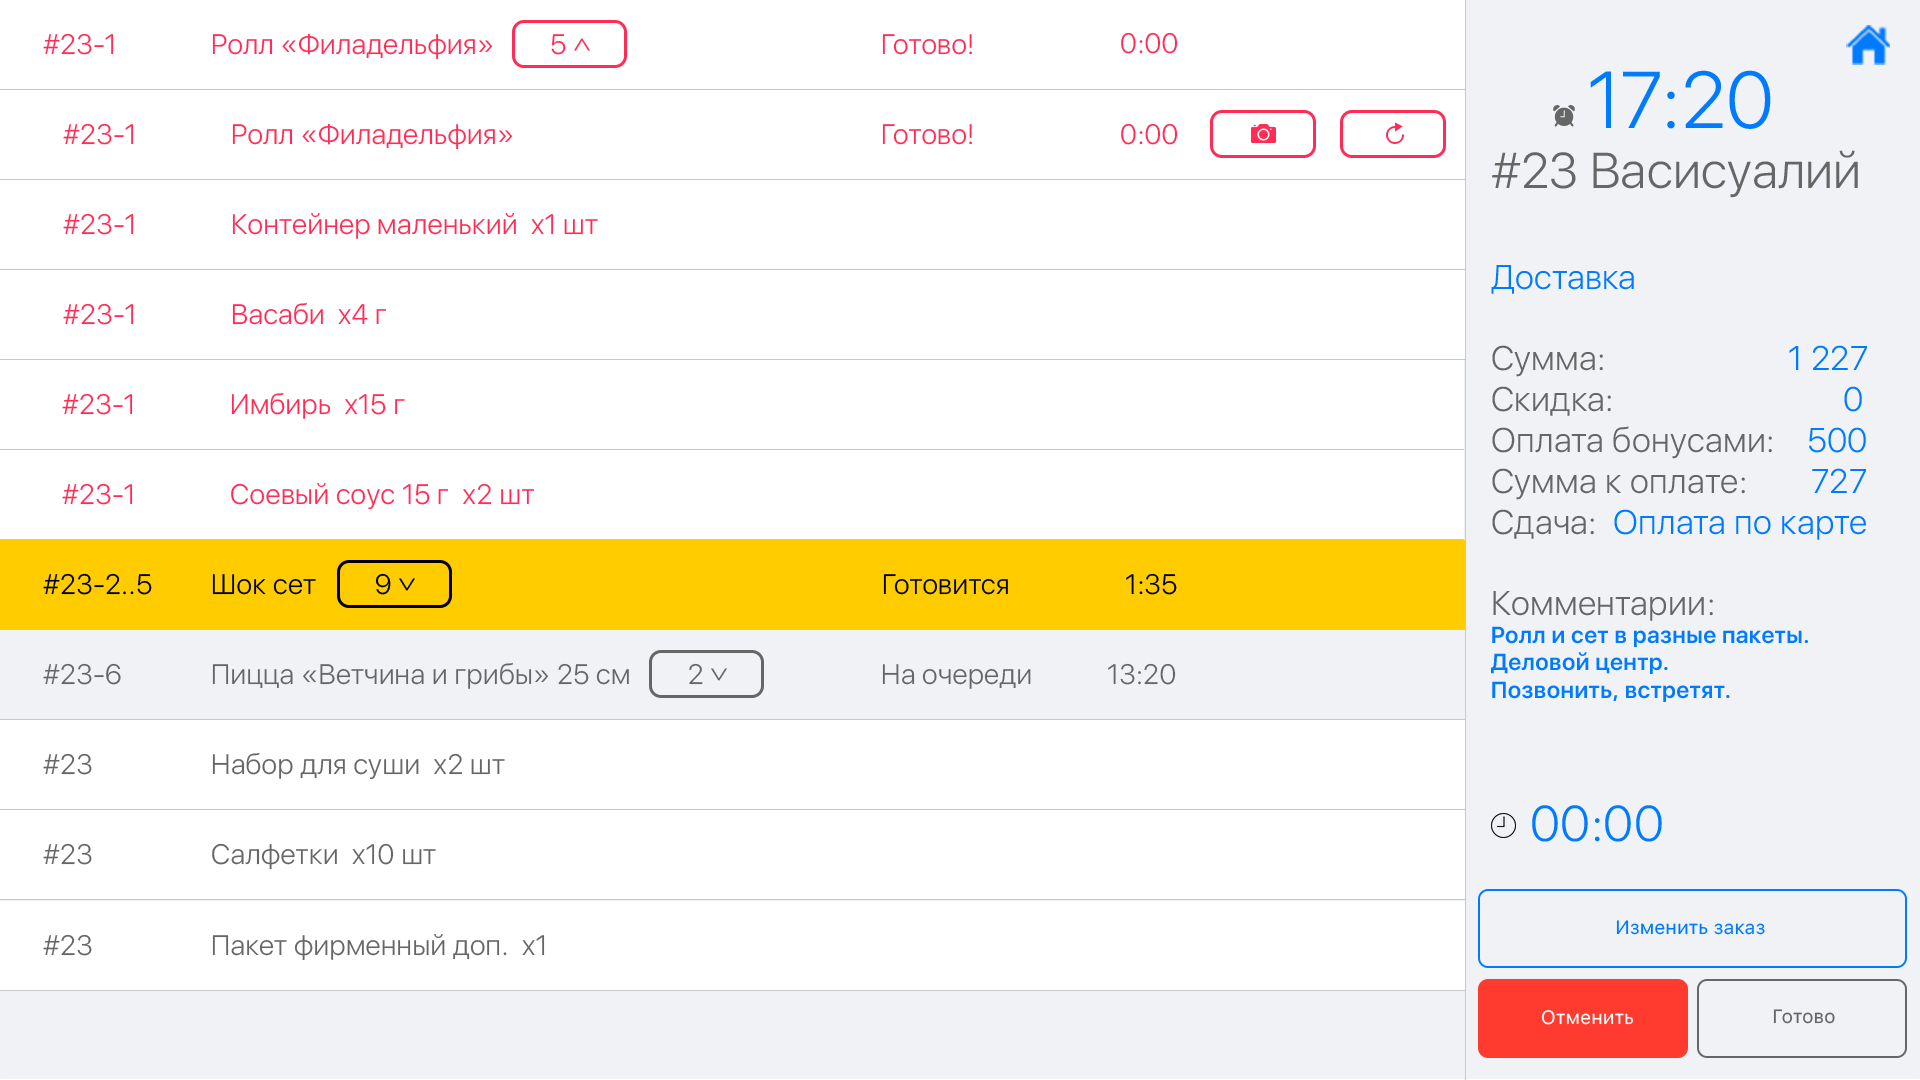 #23-1 Ролл «Филадельфия» 5 Готово! 0:00
#23-1 Ролл «Филадельфия» Готово! 0:00
#23-1 Контейнер маленький x1 шт
#23-1 Васаби x4 г
#23-1 Имбирь x15 г
#23-1 Соевый соус 15 г x2 шт
#23-2..5 Шок сет 9 Готовится 1:35
#23-6 Пицца «Ветчина и грибы» 25 см 2 На очереди 13:20
#23 Набор для суши x2 шт
#23 Салфетки x10 шт
#23 Пакет фирменный доп. x1
17:20
#23 Васисуалий
Доставка
Сумма: 1 227
Скидка: 0
Оплата бонусами: 500
Сумма к оплате: 727
Сдача: Оплата по карте
Комментарии:
Ролл и сет в разные пакеты.
Деловой центр.
Позвонить, встретят.
00:00
Изменить заказ
Отменить Готово